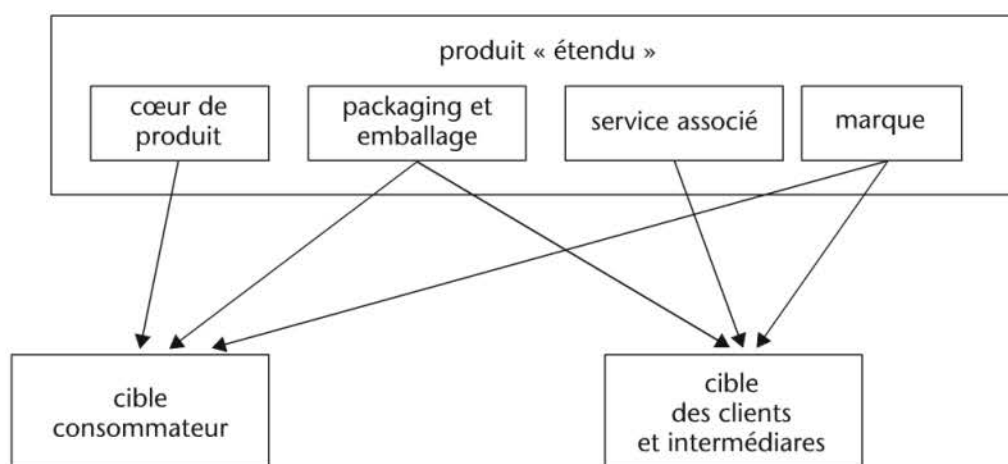 produit « étendu »
cœur de
produit
packaging et
emballage
service associé
marque
cible
consommateur
cible
des clients
et intermédiares